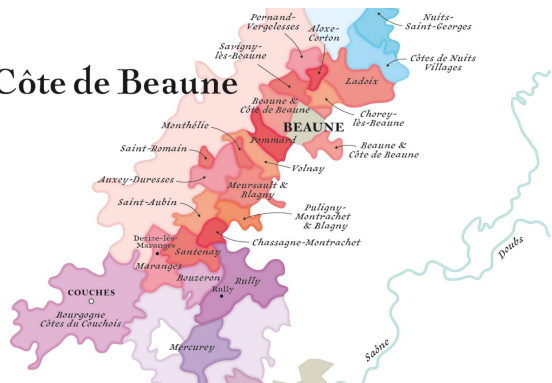 Pernand-
Vergelesses
Aloxe-
Corton
Nuits-
Saint-Georges
Savigny-
lès-Beaune
Côtes de Nuits
Villages
Ladoix
Côte de Beaune
Beaune &
Côte de Beaune
Chorey-
lès-Beaune
BEAUNE
Monthélie
Pommard
Beaune &
Côte de Beaune
Saint-Romain
Volnay
Auxey-Duresses
Meursault &
Blagny
Saint-Aubin
Puligny-
Montrachet
& Blagny
Dezize-lès-
Maranges
Chassagne-Montrachet
Santenay
Maranges
Bouzeron
Rully
Rully
COUCHES
Bourgogne
Côtes du Couchois
Mercurey
Doubs
Saône